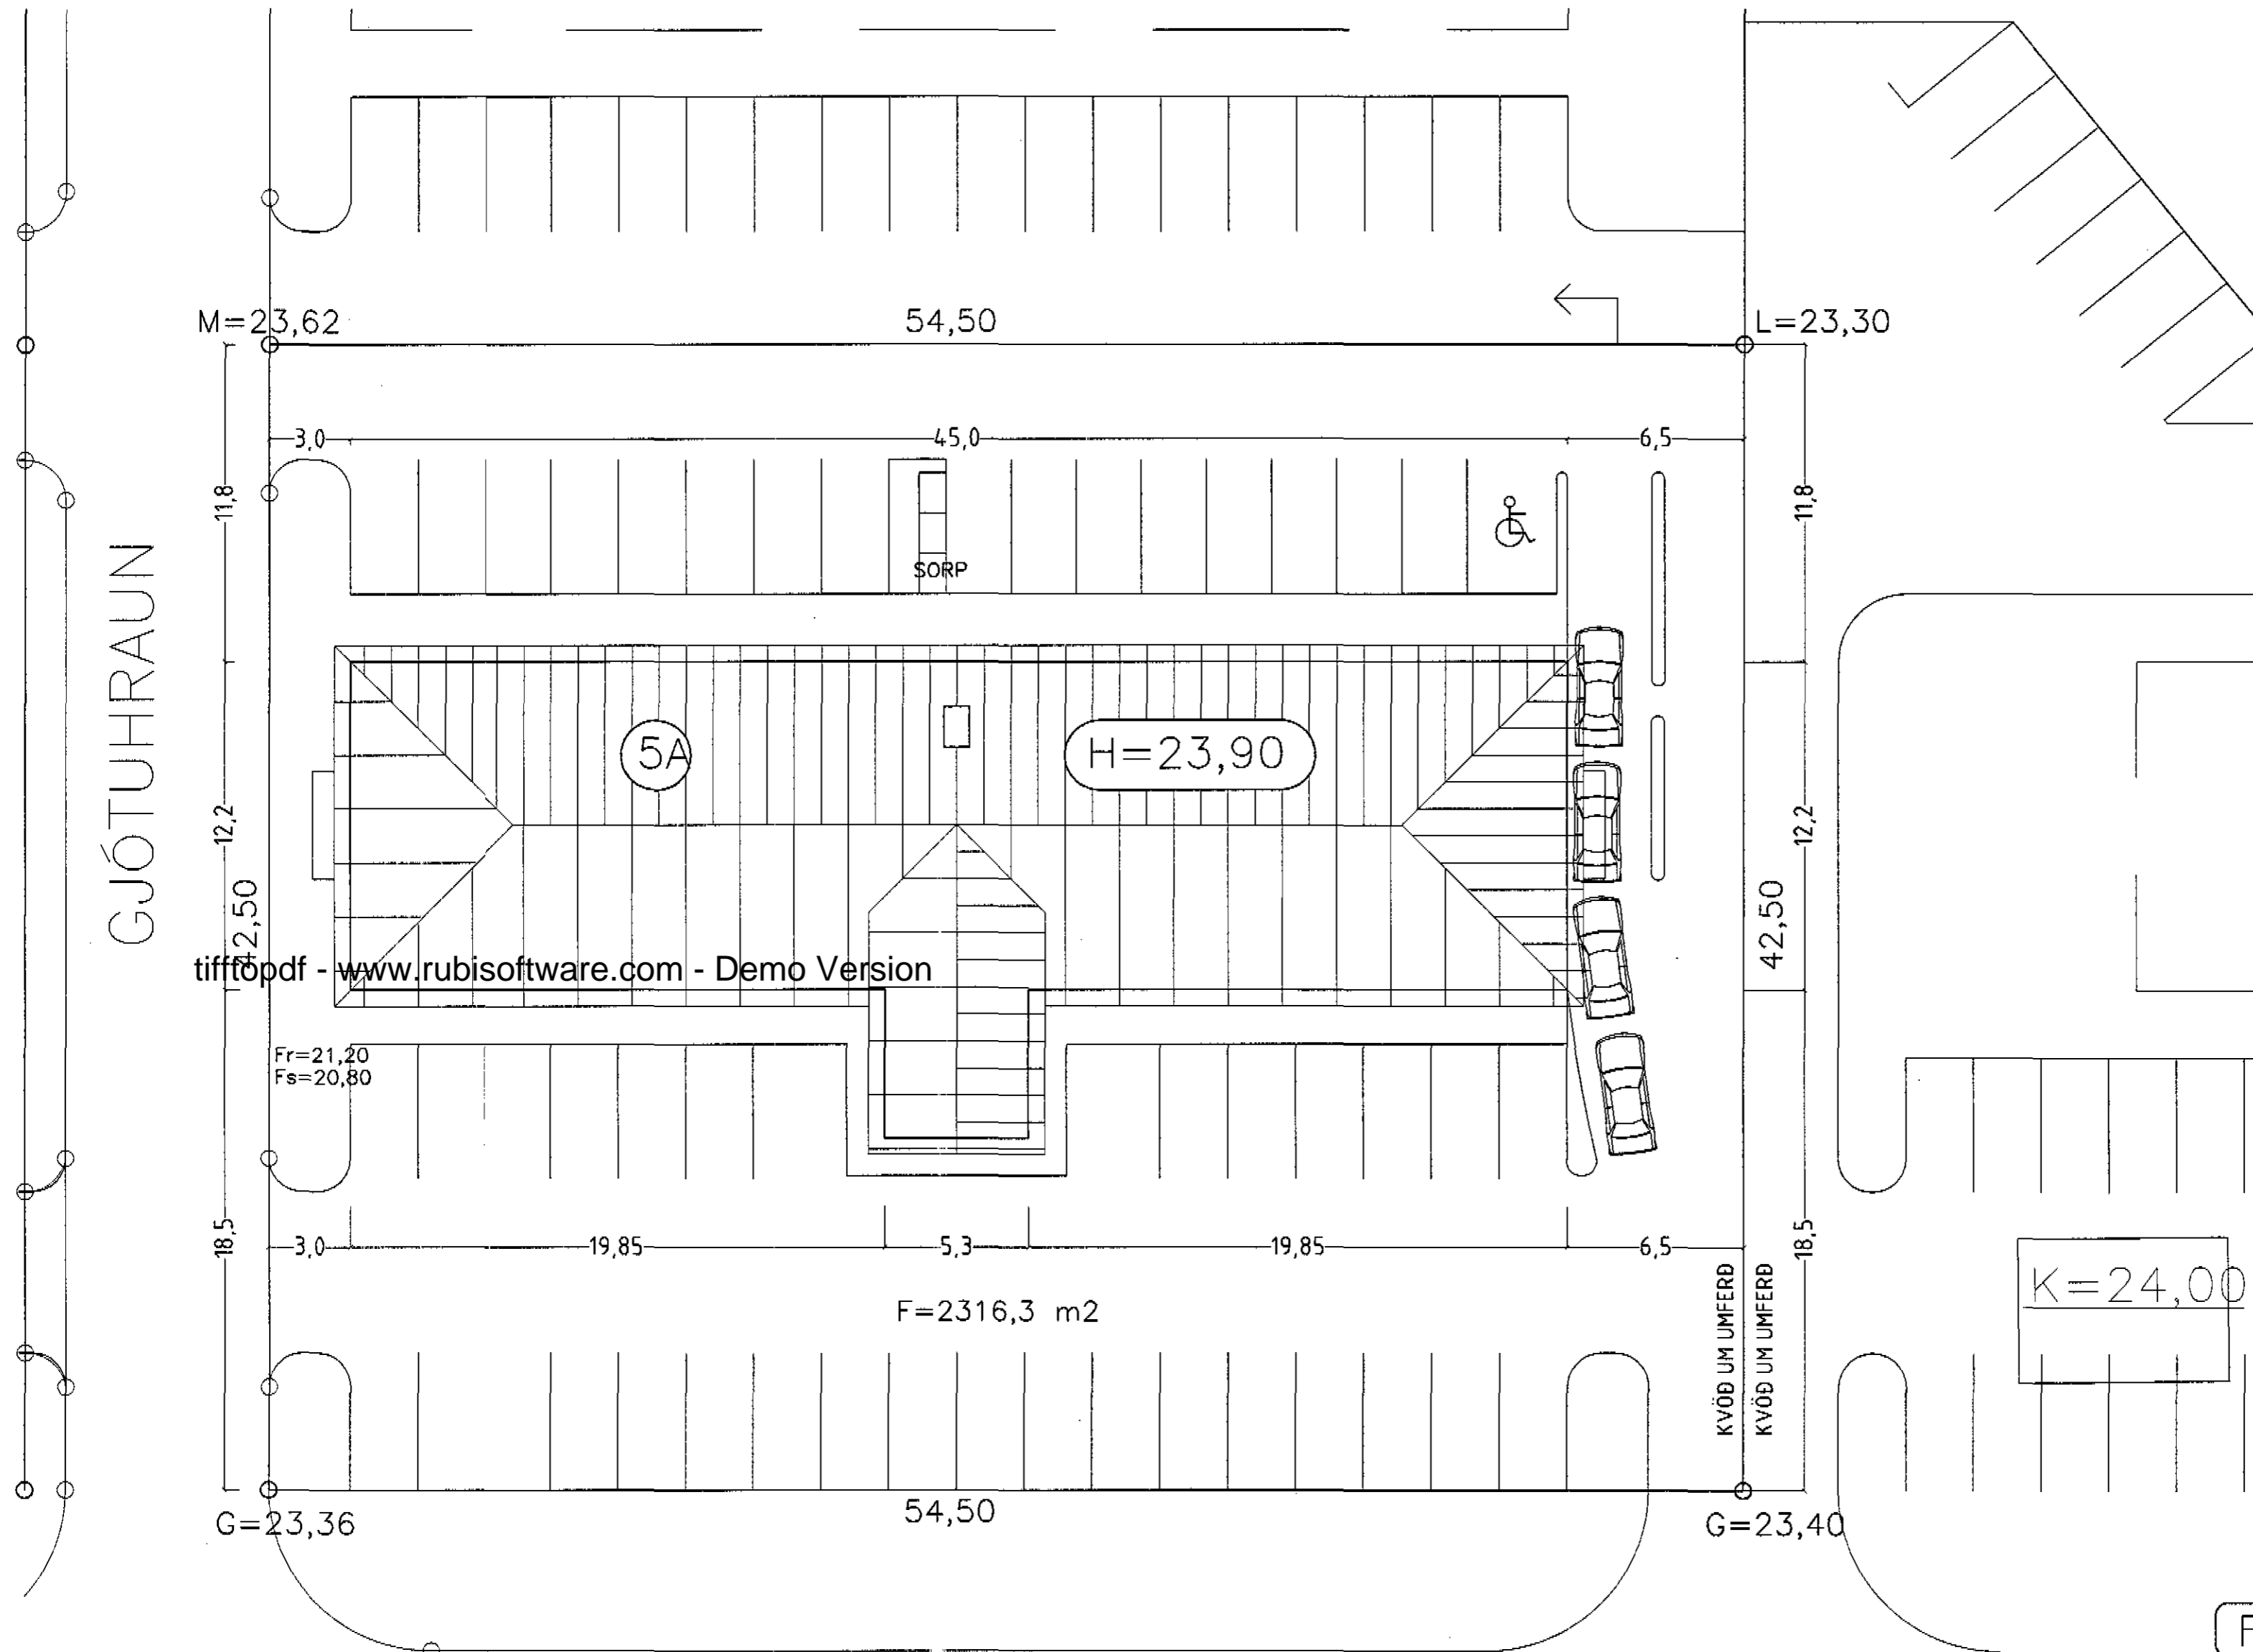 M=23,62
54,50
L=23,30
3,0
45,0
6,5
11,8
11,8
SORP
GJÓTUHRAUN
5A
H=23,90
12,2
12,2
42,50
42,50
tifftopdf - www.rubisoftware.com - Demo Version
Fr=21,20
Fs=20,80
18,5
3,0
19,85
5,3
19,85
6,5
18,5
KVÖÐ UM UMFERÐ
KVÖÐ UM UMFERÐ
K=24,00
F=2316,3 m2
G=23,36
54,50
G=23,40
F